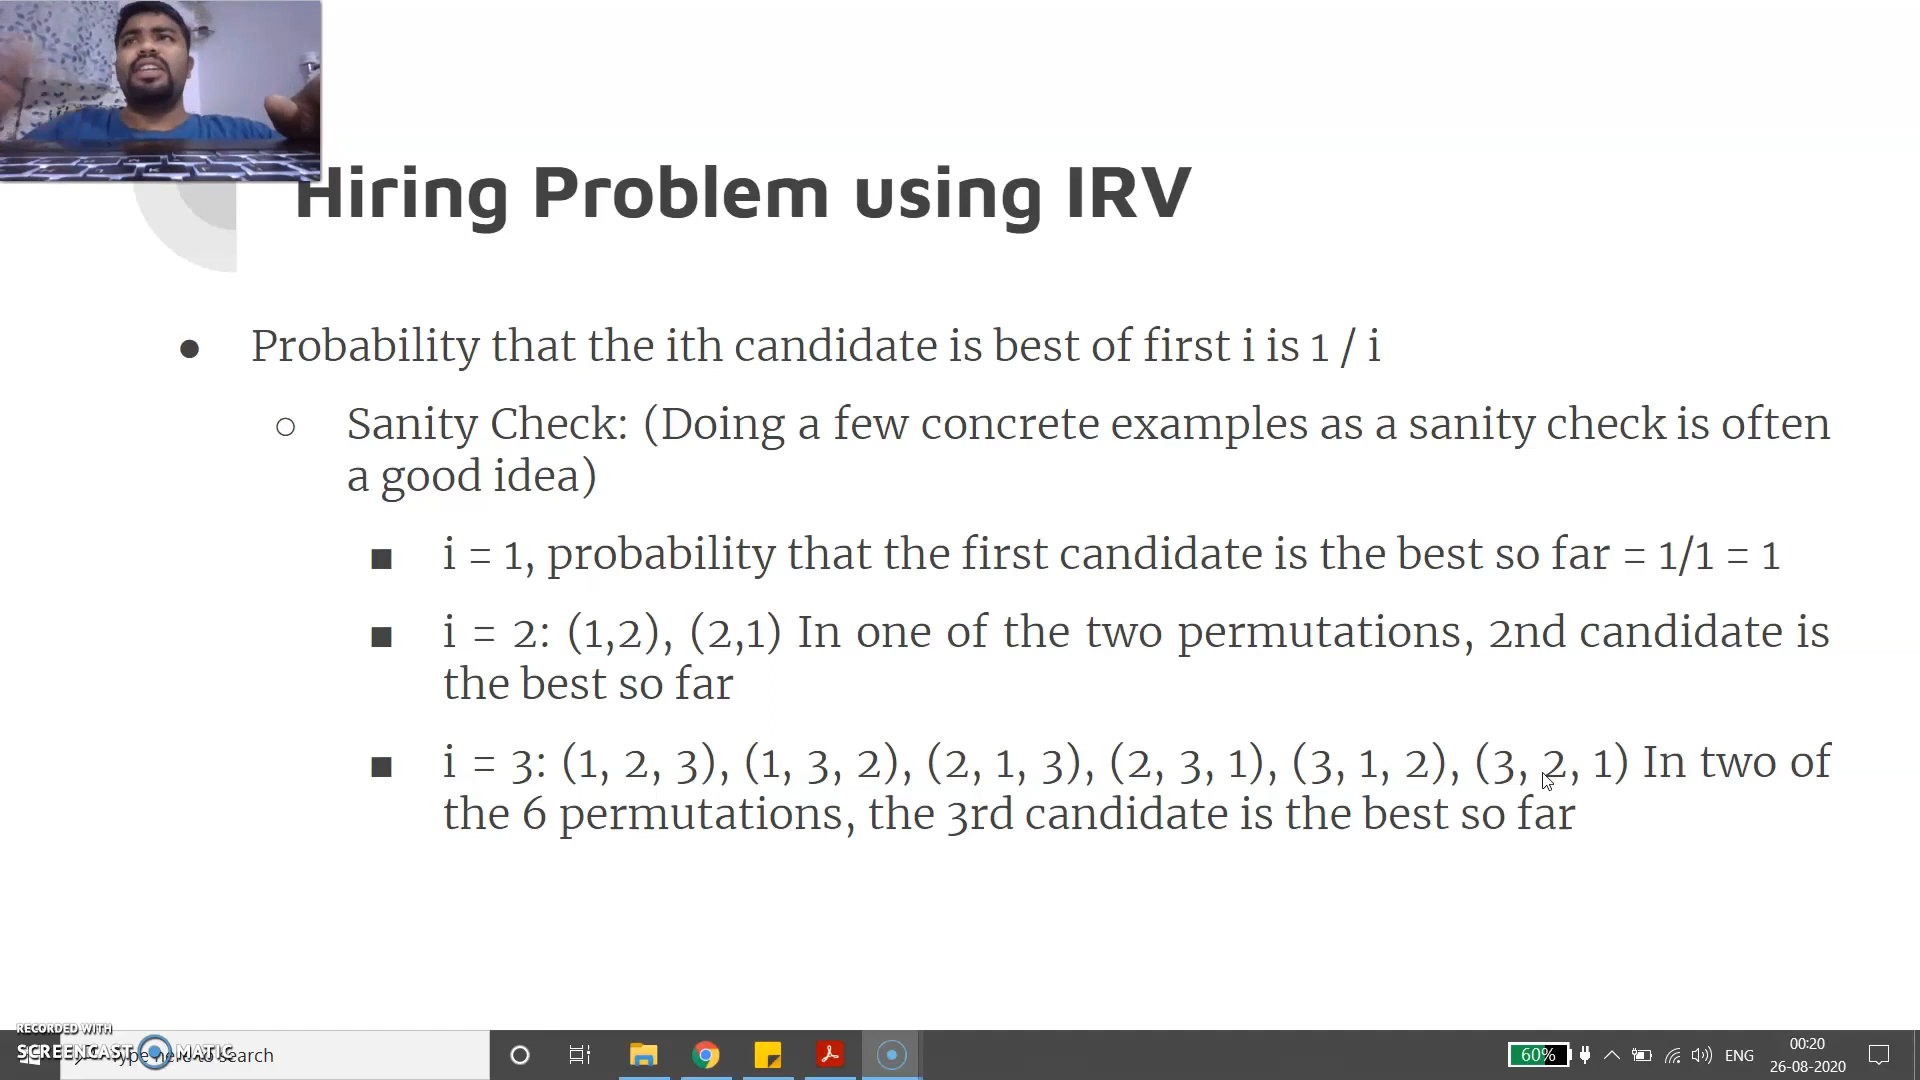 Hiring Problem using IRV
● Probability that the ith candidate is best of first i is 1 / i
○ Sanity Check: (Doing a few concrete examples as a sanity check is often
a good idea)
■ i = 1, probability that the first candidate is the best so far = 1/1 = 1
■ i = 2: (1,2), (2,1) In one of the two permutations, 2nd candidate is
the best so far
■ i = 3: (1, 2, 3), (1, 3, 2), (2, 1, 3), (2, 3, 1), (3, 1, 2), (3, 2, 1) In two of
the 6 permutations, the 3rd candidate is the best so far
RECORDED WITH
SCREENCAST MATIC
Type here to search
60%
ENG
00:20
26-08-2020